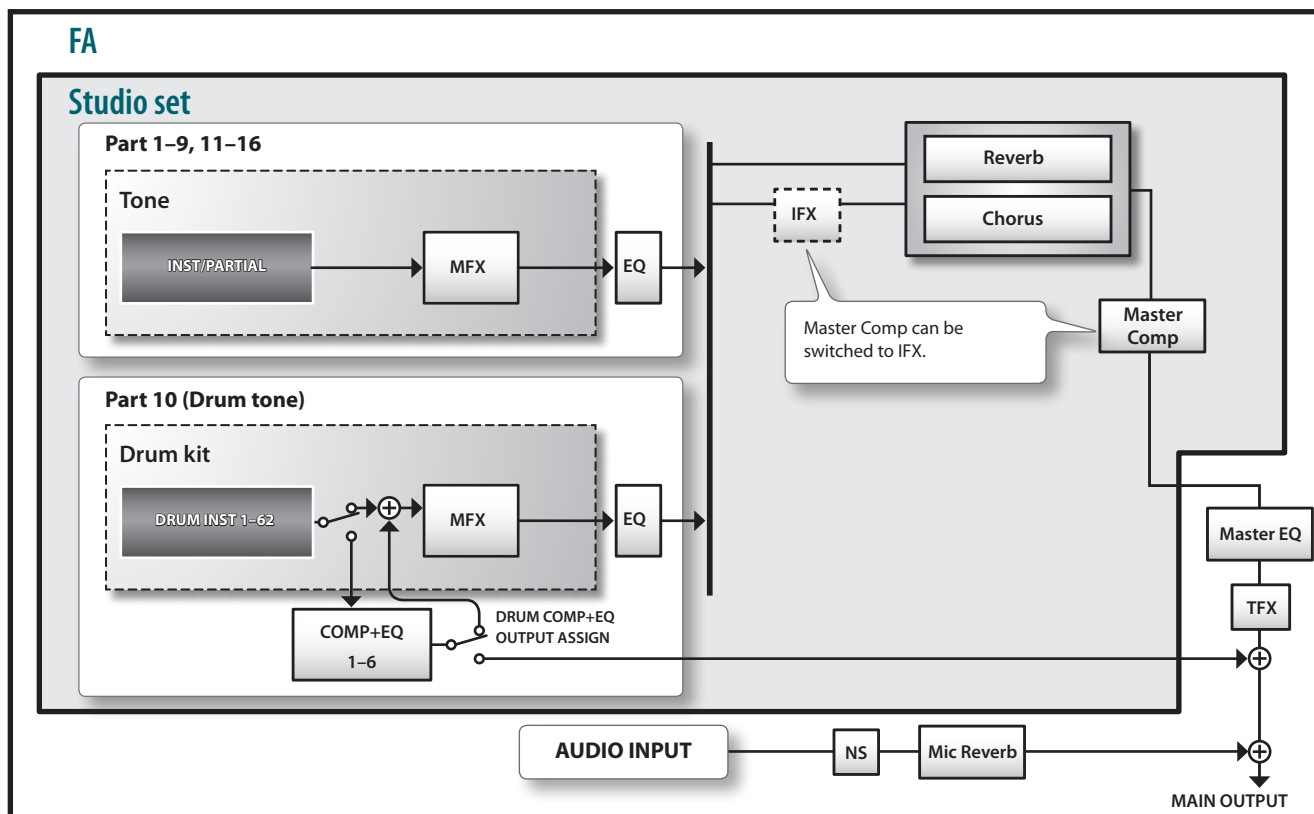 FA
Studio set
Part 1–9, 11–16
Tone
INST/PARTIAL
MFX
EQ
Reverb
IFX
Chorus
Master Comp can be
switched to IFX.
Master
Comp
Part 10 (Drum tone)
Drum kit
DRUM INST 1–62
MFX
EQ
COMP+EQ
1–6
DRUM COMP+EQ
OUTPUT ASSIGN
Master EQ
TFX
AUDIO INPUT
NS
Mic Reverb
MAIN OUTPUT